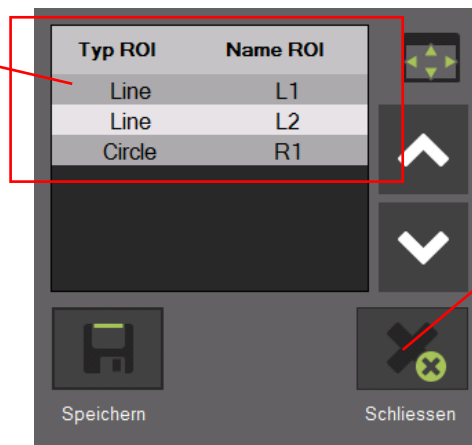 Typ ROI Name ROI
Line L1
Line L2
Circle R1
Speichern Schliessen